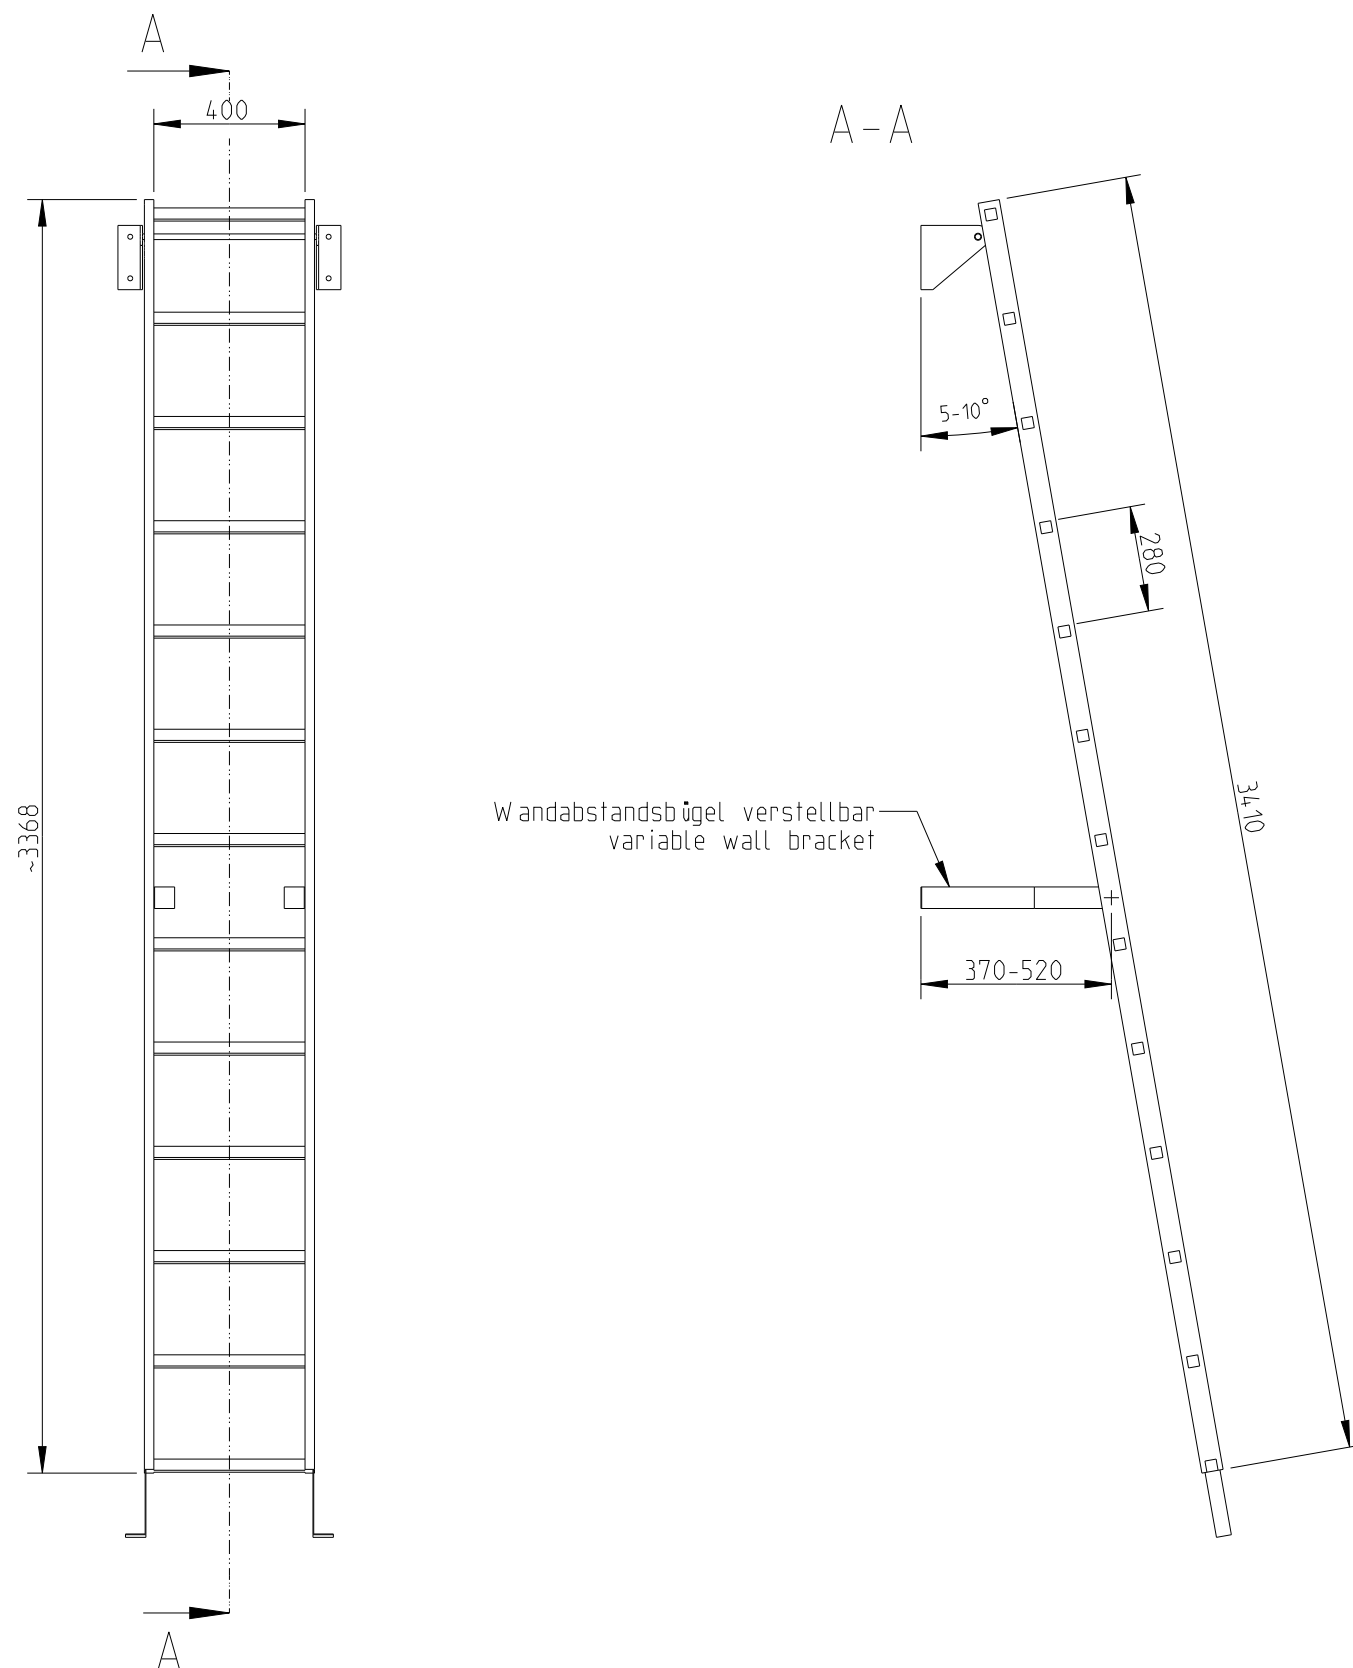 A
400
A-A
5-10°
280
~3368
3410
Wandabstandsbügel verstellbar
variable wall bracket
370-520
A